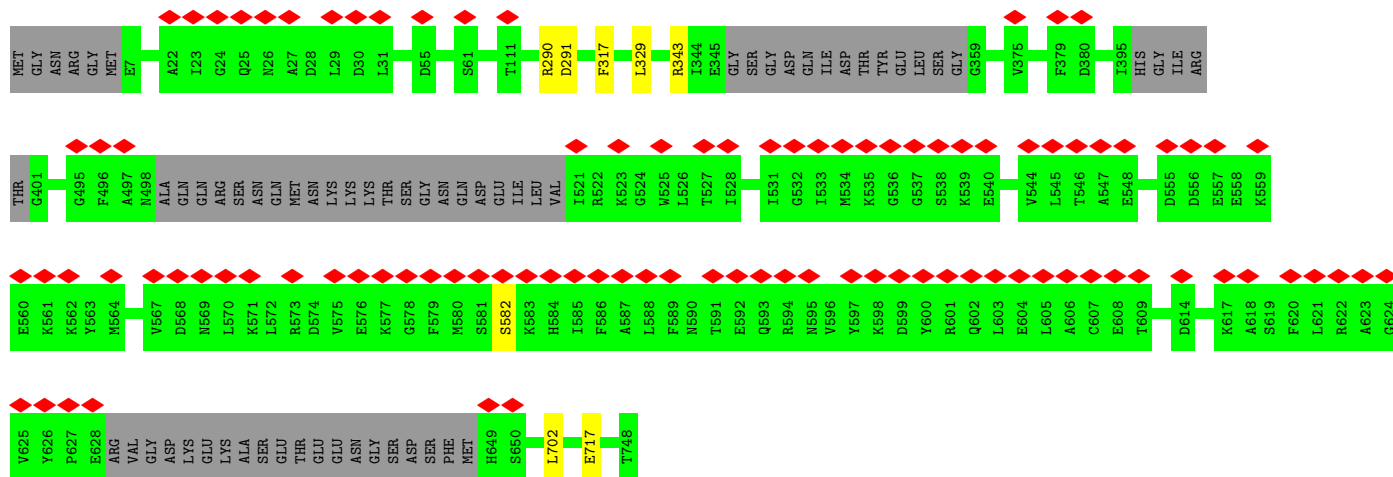 MET GLY ASN ARG GLY MET E7 A22 I23 G24 Q25 N26 A27 D28 L29 D30 L31 D55 S61 T111 R290 D291 F317 L329 R343 I344 E345 GLY SER GLY ASP GLN ILE ASP THR TYR GLU LEU SER GLY G359 V375 F379 D380 I395 HIS GLY ILE ARG
THR G401 G495 F496 A497 N498 ALA GLN GLN ARG SER ASN GLN MET ASN LYS LYS LYS THR SER GLY ASN GLN ASP GLU ILE LEU VAL I521 R522 K523 G524 W525 L526 T527 I528 I531 G532 I533 M534 K535 G536 G537 S538 K539 E540 V544 L545 T546 A547 E548 D555 D556 E557 E558 K559
E560 K561 K562 Y563 M564 V567 D568 N569 L570 K571 L572 R573 D574 V575 E576 K577 G578 F579 M580 S581 S582 K583 H584 I585 F586 A587 L588 F589 N590 T591 E592 Q593 R594 N595 V596 Y597 K598 D599 Y600 R601 Q602 L603 E604 L605 A606 C607 E608 T609 D614 K617 A618 S619 F620 L621 R622 A623 G624
V625 Y626 P627 E628 ARG VAL GLY ASP LYS GLU LYS ALA SER GLU THR GLU GLU ASN GLY SER ASP SER PHE MET H649 S650 L702 E717 T748